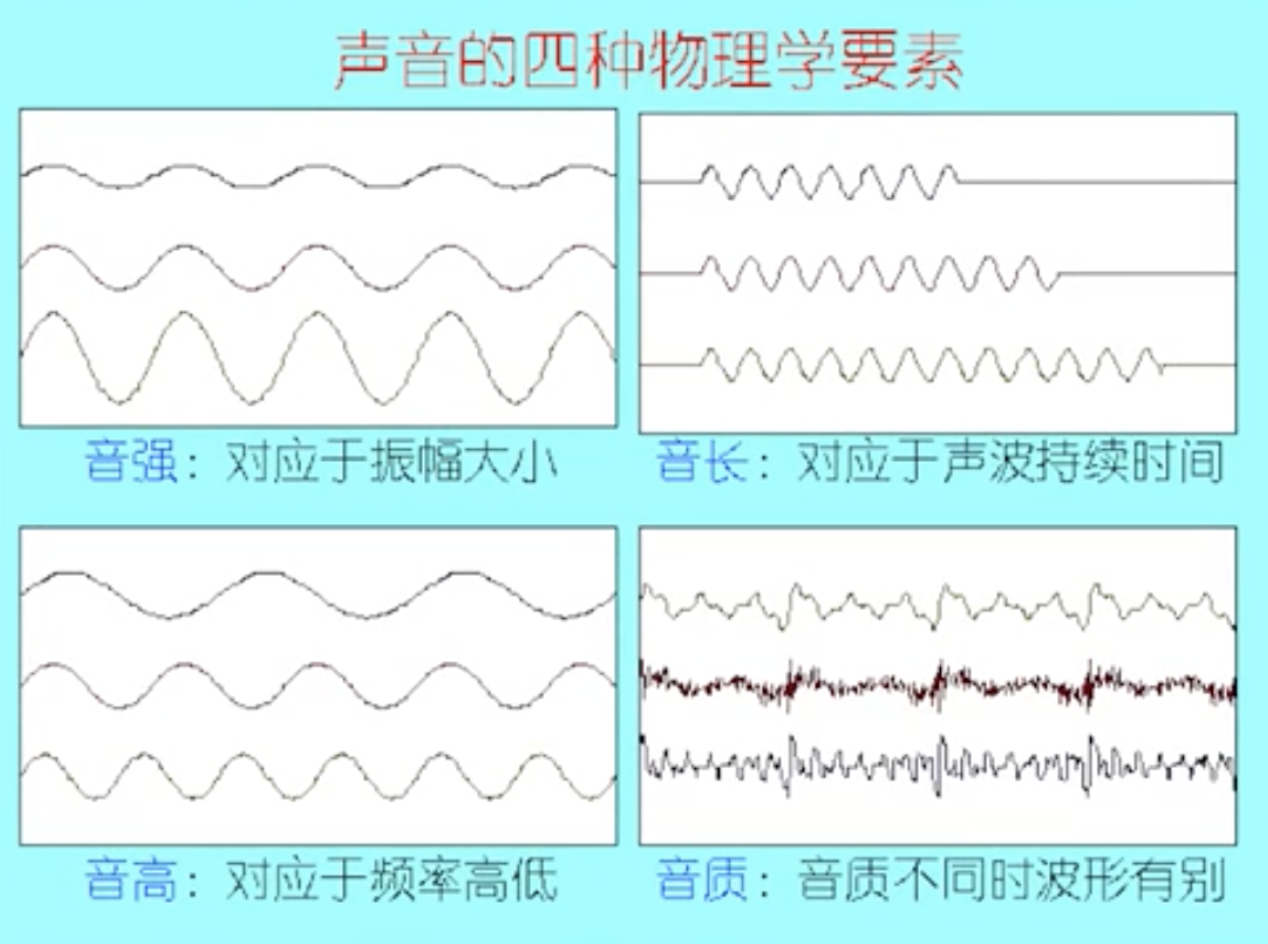 声音的四种物理学要素
音强：对应于振幅大小
音长：对应于声波持续时间
音高：对应于频率高低
音质：音质不同时波形有别